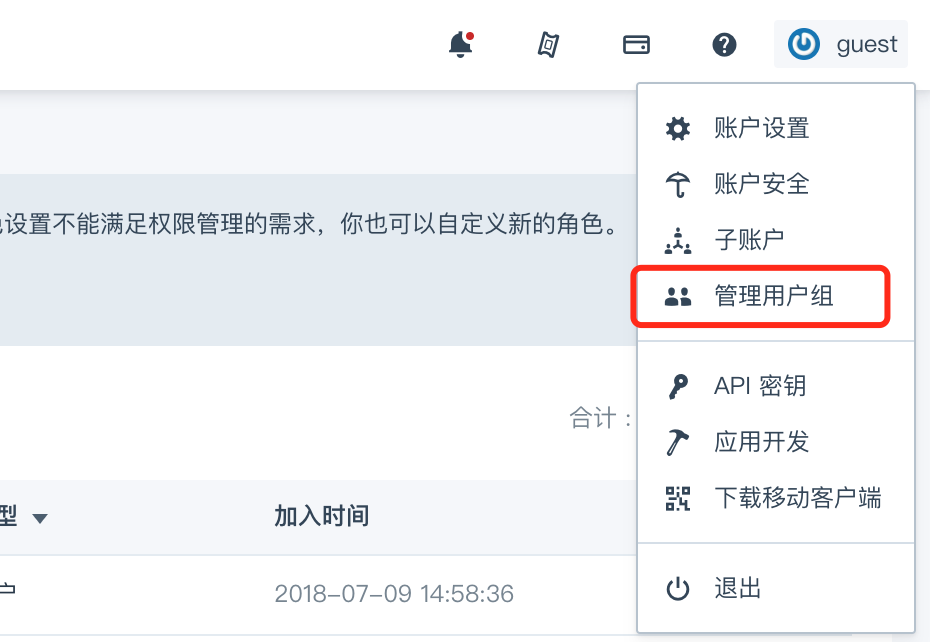 guest
账户设置
账户安全
设置不能满足权限管理的需求，你也可以自定义新的角色。
子账户
管理用户组
API 密钥
合计：
应用开发
下载移动客户端
型 加入时间
户 2018-07-09 14:58:36
退出